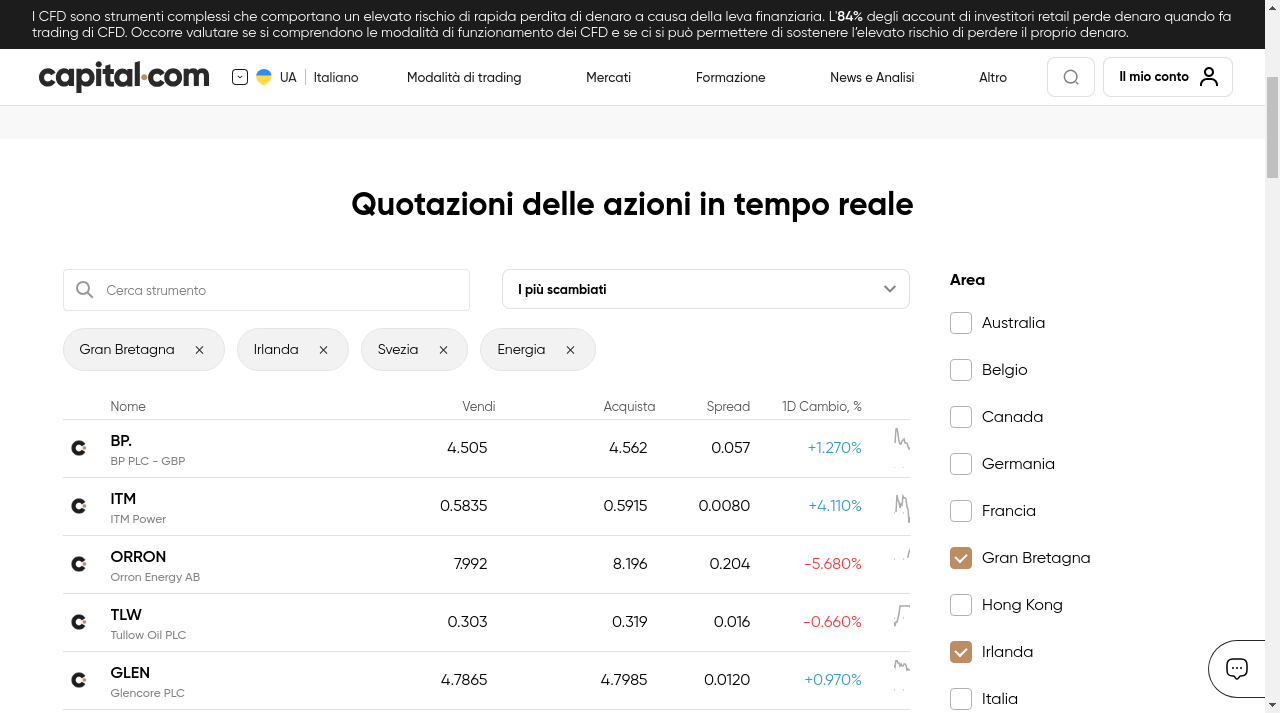 I CFD sono strumenti complessi che comportano un elevato rischio di rapida perdita di denaro a causa della leva finanziaria. L'84% degli account di investitori retail perde denaro quando fa
trading di CFD. Occorre valutare se si comprendono le modalità di funzionamento dei CFD e se ci si può permettere di sostenere l'elevato rischio di perdere il proprio denaro.
capital.com UA Italiano Modalità di trading Mercati Formazione News e Analisi Altro Il mio conto
Quotazioni delle azioni in tempo reale
Cerca strumento
I più scambiati
Gran Bretagna Irlanda Svezia Energia
Nome Vendi Acquista Spread 1D Cambio, %
BP. 4.505 4.562 0.057 +1.270%
BP PLC - GBP
ITM 0.5835 0.5915 0.0080 +4.110%
ITM Power
ORRON 7.992 8.196 0.204 -5.680%
Orron Energy AB
TLW 0.303 0.319 0.016 -0.660%
Tullow Oil PLC
GLEN 4.7865 4.7985 0.0120 +0.970%
Glencore PLC
Area
Australia
Belgio
Canada
Germania
Francia
Gran Bretagna
Hong Kong
Irlanda
Italia